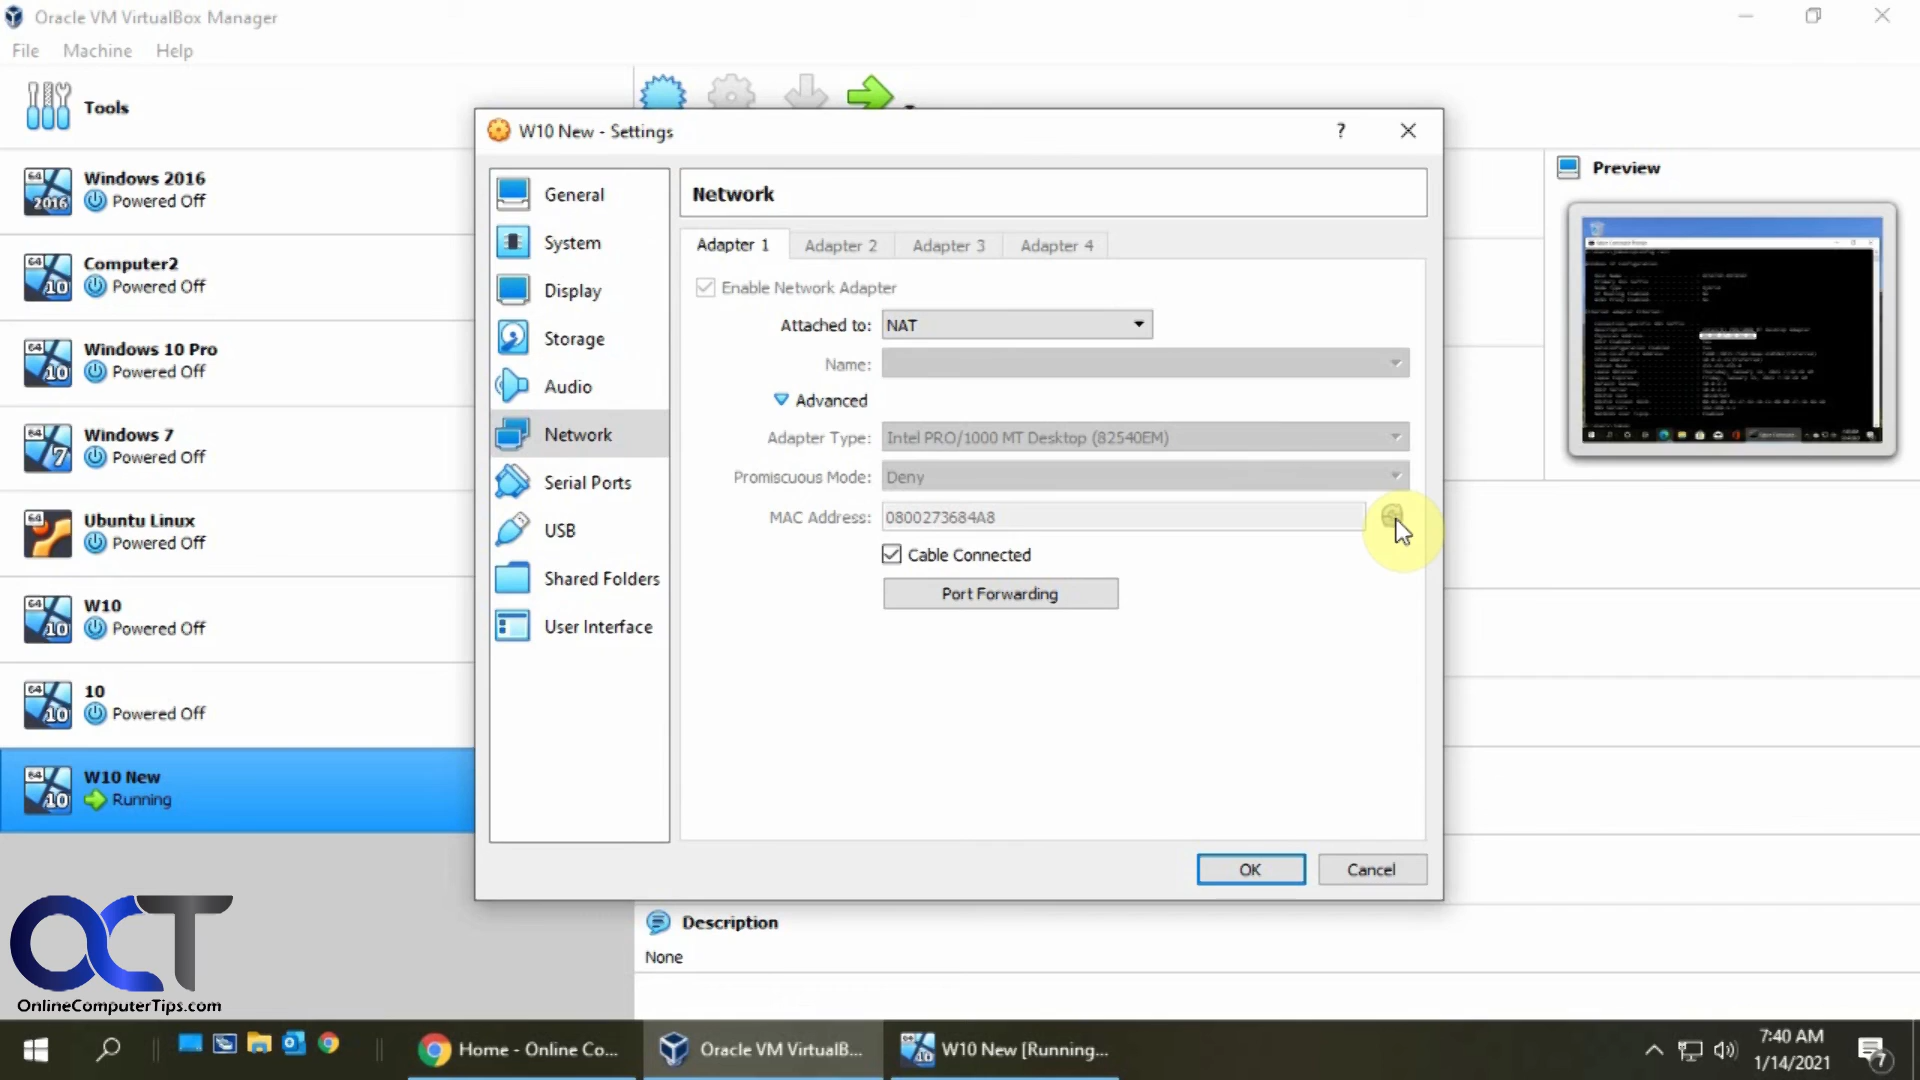 Oracle VM VirtualBox Manager
File Machine Help
Tools
Windows 2016
Powered Off
Computer2
Powered Off
Windows 10 Pro
Powered Off
Windows 7
Powered Off
Ubuntu Linux
Powered Off
W10
Powered Off
10
Powered Off
W10 New
Running
W10 New - Settings
?
General
System
Display
Storage
Audio
Network
Serial Ports
USB
Shared Folders
User Interface
Network
Adapter 1 Adapter 2 Adapter 3 Adapter 4
Enable Network Adapter
Attached to: NAT
Name:
Advanced
Adapter Type: Intel PRO/1000 MT Desktop (82540EM)
Promiscuous Mode: Deny
MAC Address: 0800273684A8
Cable Connected
Port Forwarding
OK Cancel
Preview
Description
None
OCT
OnlineComputerTips.com
Home - Online Co...
Oracle VM VirtualB...
W10 New [Running...
7:40 AM
1/14/2021
7